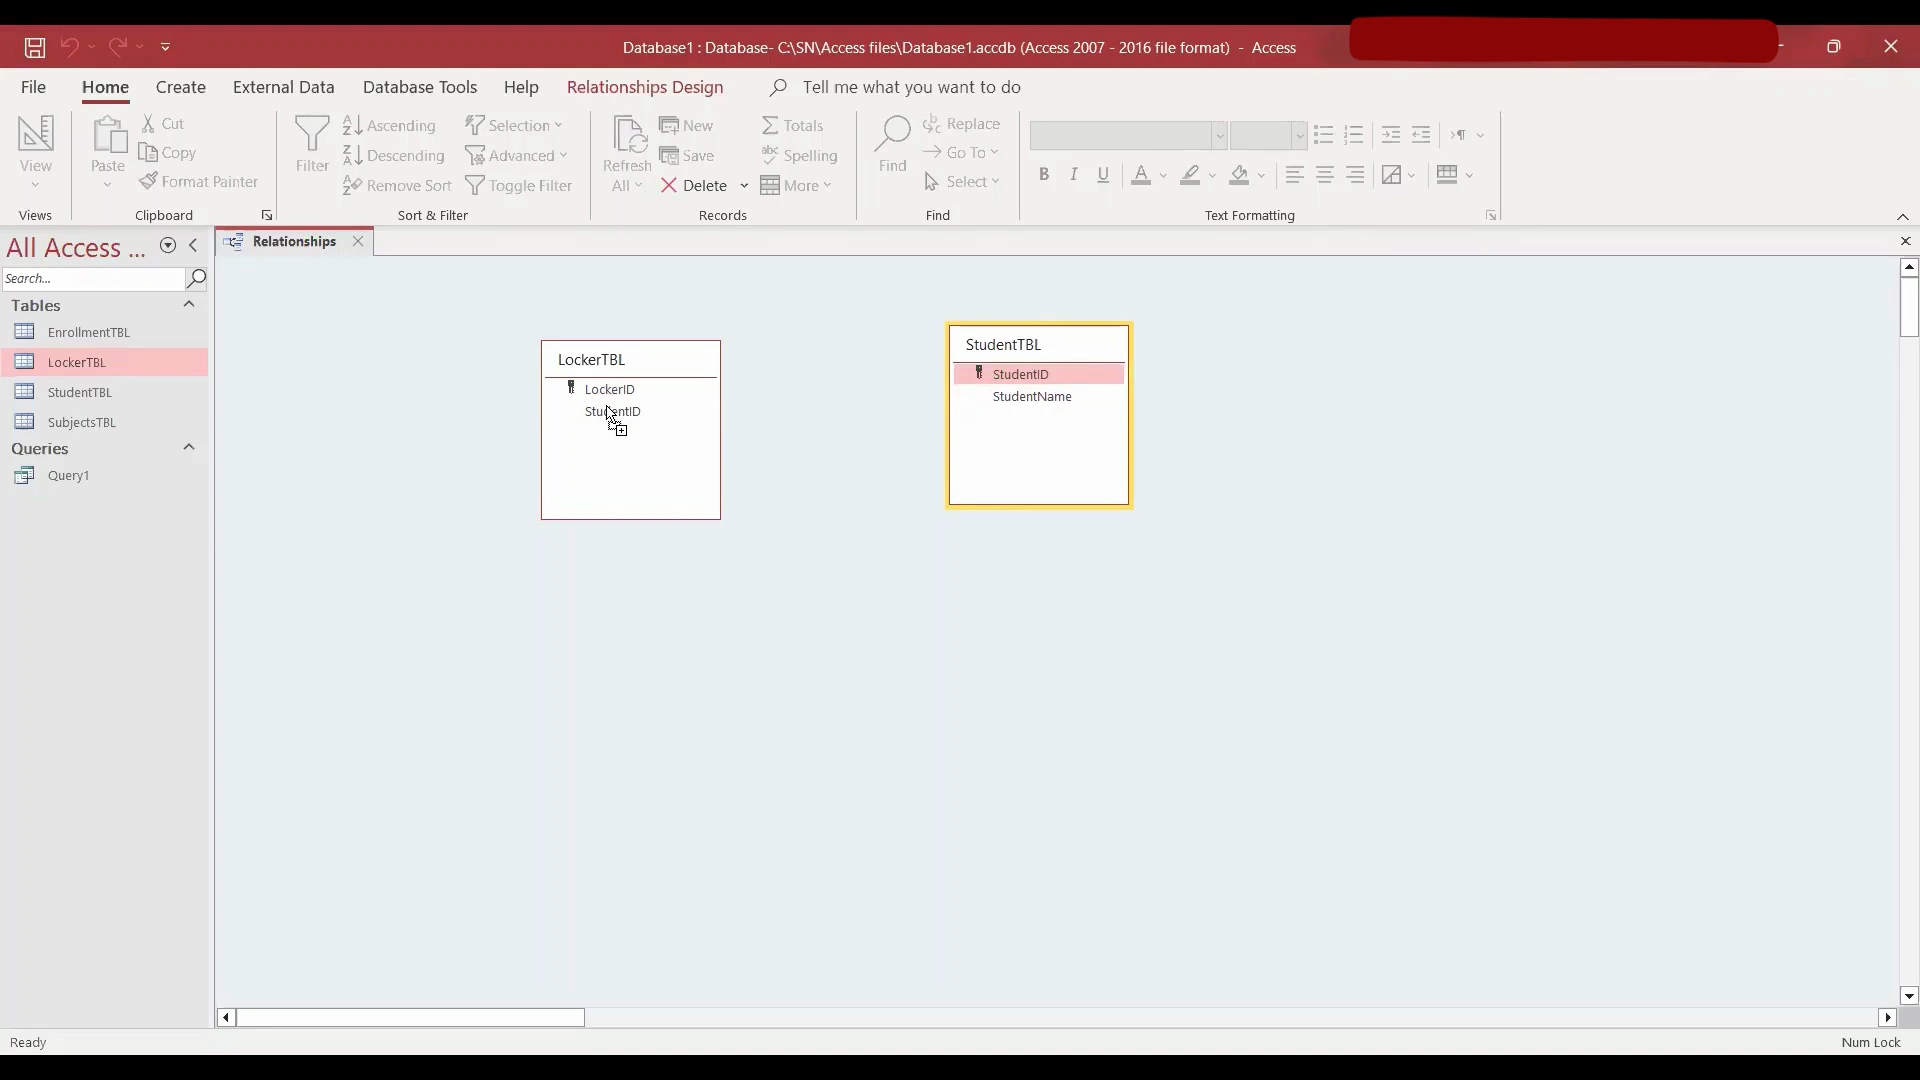 Database1 : Database- C:\SN\Access files\Database1.accdb (Access 2007 - 2016 file format) - Access
File Home Create External Data Database Tools Help Relationships Design Tell me what you want to do
View
Views
Paste
Cut
Copy
Format Painter
Clipboard
Filter
Ascending
Descending
Remove Sort
Selection
Advanced
Toggle Filter
Sort & Filter
Refresh
All
New
Save
Delete
Totals
Spelling
More
Records
Find
Replace
Go To
Select
Find
B I U A
Text Formatting
All Access ...
Search...
Tables
EnrollmentTBL
LockerTBL
StudentTBL
SubjectsTBL
Queries
Query1
Relationships
LockerTBL
LockerID
StudentID
StudentTBL
StudentID
StudentName
Ready
Num Lock